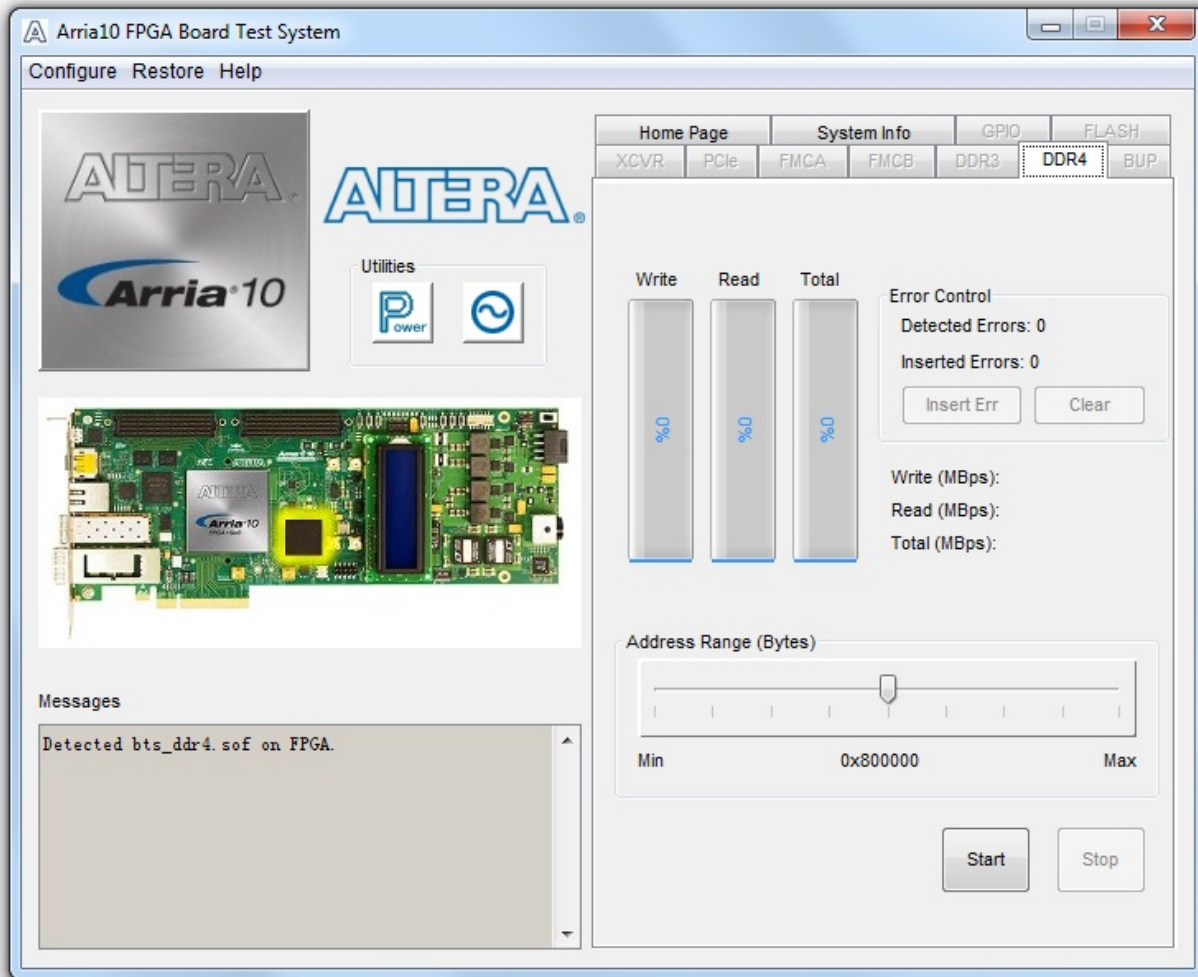 Arria10 FPGA Board Test System
Configure Restore Help
ALTERA.
Arria 10
ALTERA®
Utilities
Power
Home Page System Info GPIO FLASH
XCVR PCIe FMCA FMCB DDR3 DDR4 BUP
Write Read Total
0% 0% 0%
Error Control
Detected Errors: 0
Inserted Errors: 0
Insert Err Clear
Write (MBps):
Read (MBps):
Total (MBps):
ALTERA
Arria 10
Address Range (Bytes)
Min 0x800000 Max
Messages
Detected bts_ddr4.sof on FPGA.
Start Stop